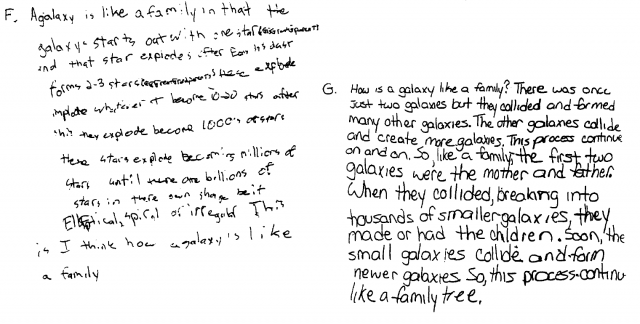 F. A galaxy is like a family in that the
galaxy starts out with one star
and that star explodes after Eon his dust
forms 2-3 stars these explode
implode whatever + become 10-20 stars after
this they explode become 1000's of stars
these stars explode becoming millions of
stars until there are billions of
stars in there own shape be it
Elliptical, spiral or irregular This
is I think how a galaxy is like
a family
G. How is a galaxy like a family? There was once
Just two galaxies but they collided and formed
many other galaxies. The other galaxies collide
and create more galaxies. This process continue
on and on. So, like a family, the first two
galaxies were the mother and father.
When they collided, breaking into
thousands of smaller galaxies, they
made or had the children. Soon, the
small galaxies collide and form
newer galaxies. So, this process continu
like a family tree.